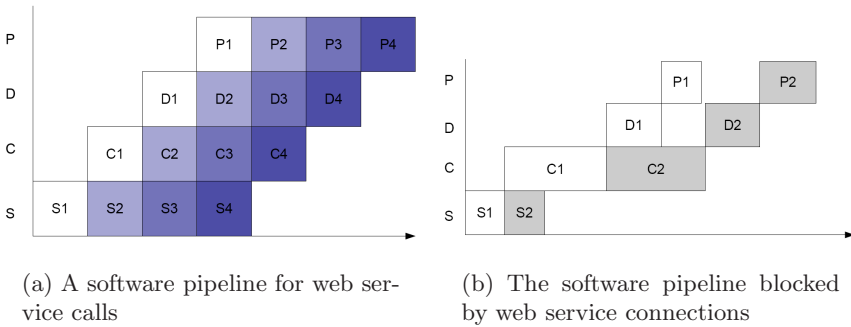 P P1 P2 P3 P4
D D1 D2 D3 D4
C C1 C2 C3 C4
S S1 S2 S3 S4
(a) A software pipeline for web ser-
vice calls
P P1 P2
D D1 D2
C C1 C2
S S1 S2
(b) The software pipeline blocked
by web service connections